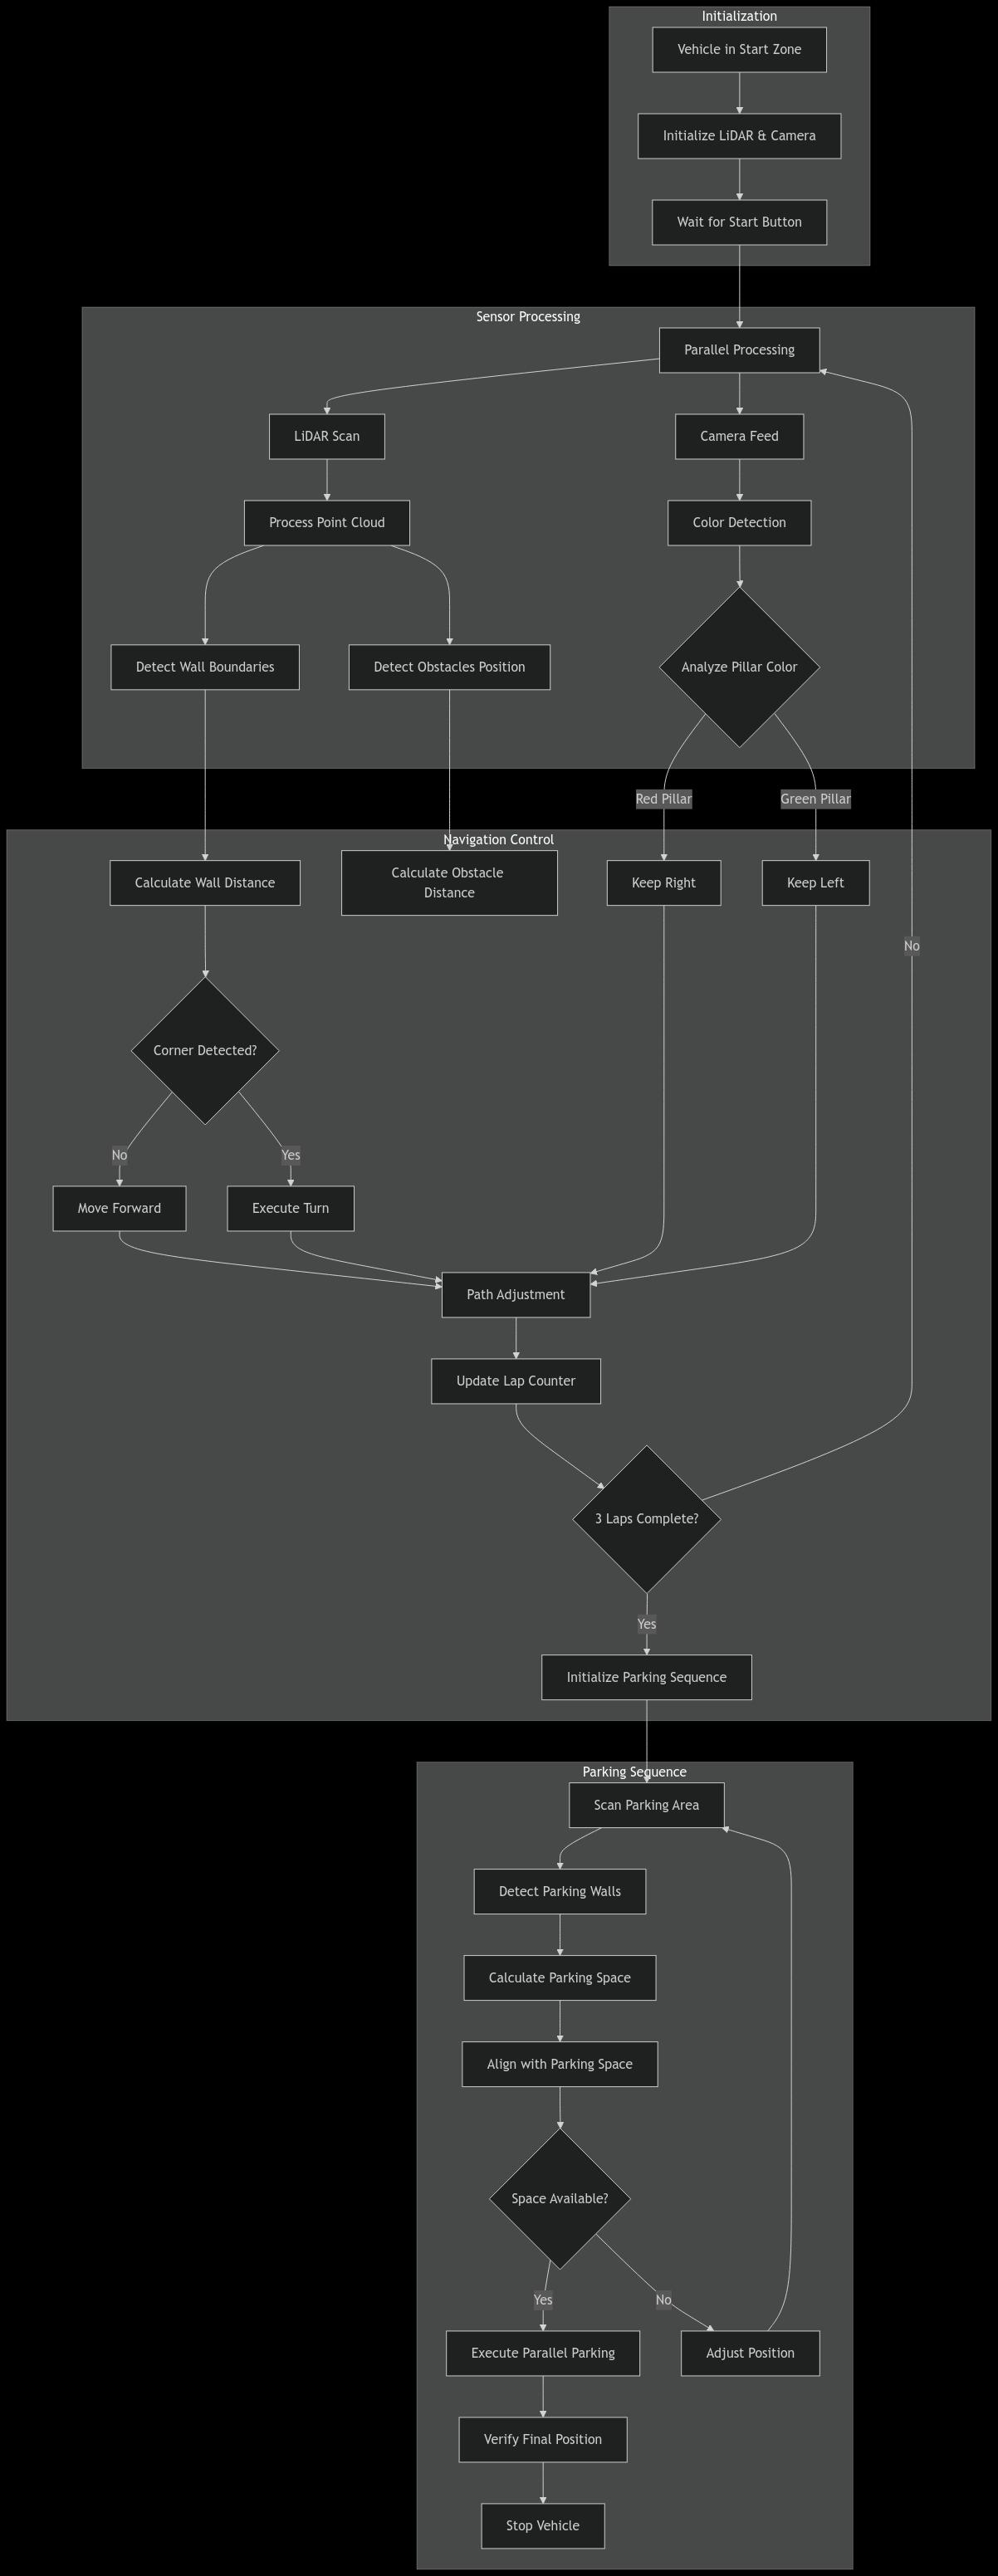 Initialization
Vehicle in Start Zone
Initialize LiDAR & Camera
Wait for Start Button
Sensor Processing
Parallel Processing
LiDAR Scan
Camera Feed
Process Point Cloud
Color Detection
Detect Wall Boundaries
Detect Obstacles Position
Analyze Pillar Color
Red Pillar
Green Pillar
Navigation Control
Calculate Wall Distance
Calculate Obstacle
Distance
Keep Right
Keep Left
No
Corner Detected?
No
Yes
Move Forward
Execute Turn
Path Adjustment
Update Lap Counter
3 Laps Complete?
Yes
Initialize Parking Sequence
Parking Sequence
Scan Parking Area
Detect Parking Walls
Calculate Parking Space
Align with Parking Space
Space Available?
Yes
No
Execute Parallel Parking
Adjust Position
Verify Final Position
Stop Vehicle